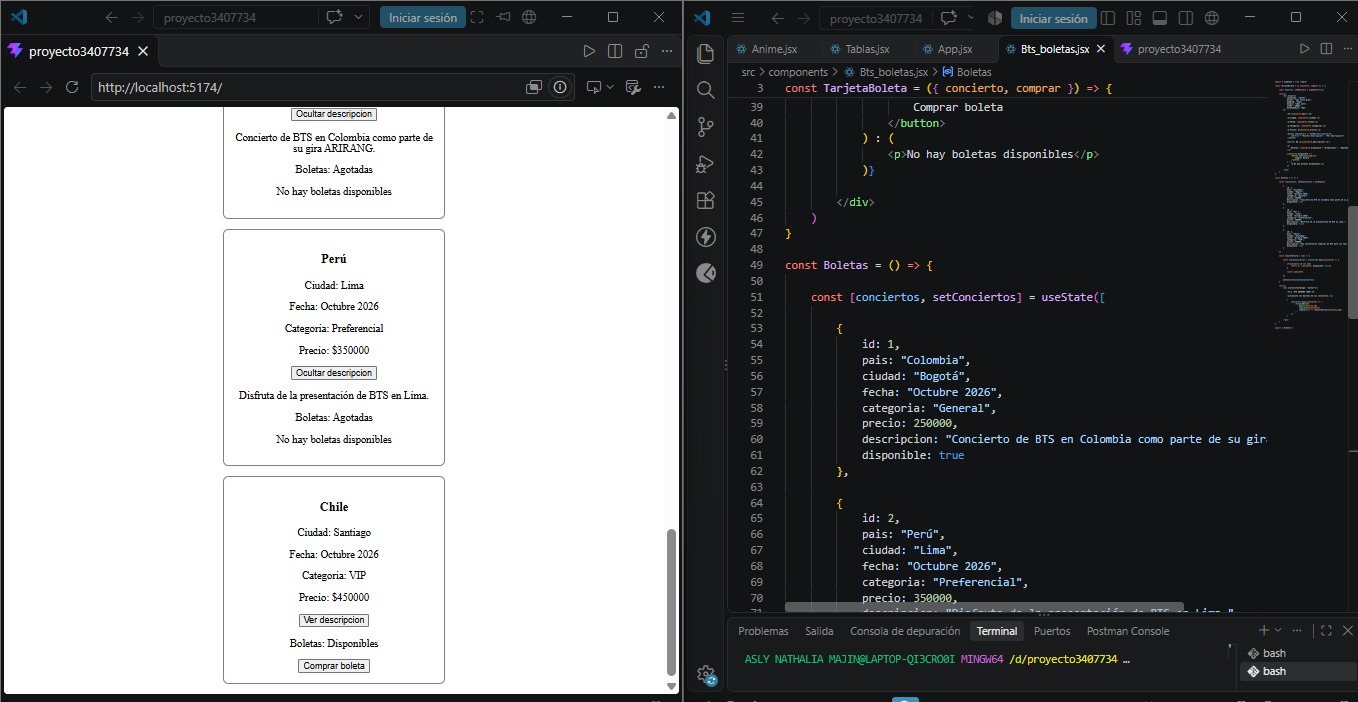 proyecto3407734
Iniciar sesión
proyecto3407734
http://localhost:5174/
Ocultar descripcion
Concierto de BTS en Colombia como parte de
su gira ARIRANG.
Boletas: Agotadas
No hay boletas disponibles
Perú
Ciudad: Lima
Fecha: Octubre 2026
Categoria: Preferencial
Precio: $350000
Ocultar descripcion
Disfruta de la presentación de BTS en Lima.
Boletas: Agotadas
No hay boletas disponibles
Chile
Ciudad: Santiago
Fecha: Octubre 2026
Categoria: VIP
Precio: $450000
Ver descripcion
Boletas: Disponibles
Comprar boleta
proyecto3407734
Iniciar sesión
Anime.jsx Tablas.jsx App.jsx Bts_boletas.jsx proyecto3407734
src > components > Bts_boletas.jsx > Boletas
3 const TarjetaBoleta = ({ concierto, comprar }) => {
39 Comprar boleta
40 </button>
41 ) : (
42 <p>No hay boletas disponibles</p>
43 )}
44
45 </div>
46 )
47 }
48
49 const Boletas = () => {
50
51 const [conciertos, setConciertos] = useState([
52
53 {
54 id: 1,
55 pais: "Colombia",
56 ciudad: "Bogotá",
57 fecha: "Octubre 2026",
58 categoria: "General",
59 precio: 250000,
60 descripcion: "Concierto de BTS en Colombia como parte de su gir
61 disponible: true
62 },
63
64 {
65 id: 2,
66 pais: "Perú",
67 ciudad: "Lima",
68 fecha: "Octubre 2026",
69 categoria: "Preferencial",
70 precio: 350000,
71 descripcion: "Disfruta de la presentación de BTS en Lima."
Problemas Salida Consola de depuración Terminal Puertos Postman Console
ASLY NATHALIA MAJIN@LAPTOP-QI3CRO0I MINGW64 /d/proyecto3407734 …
bash
bash